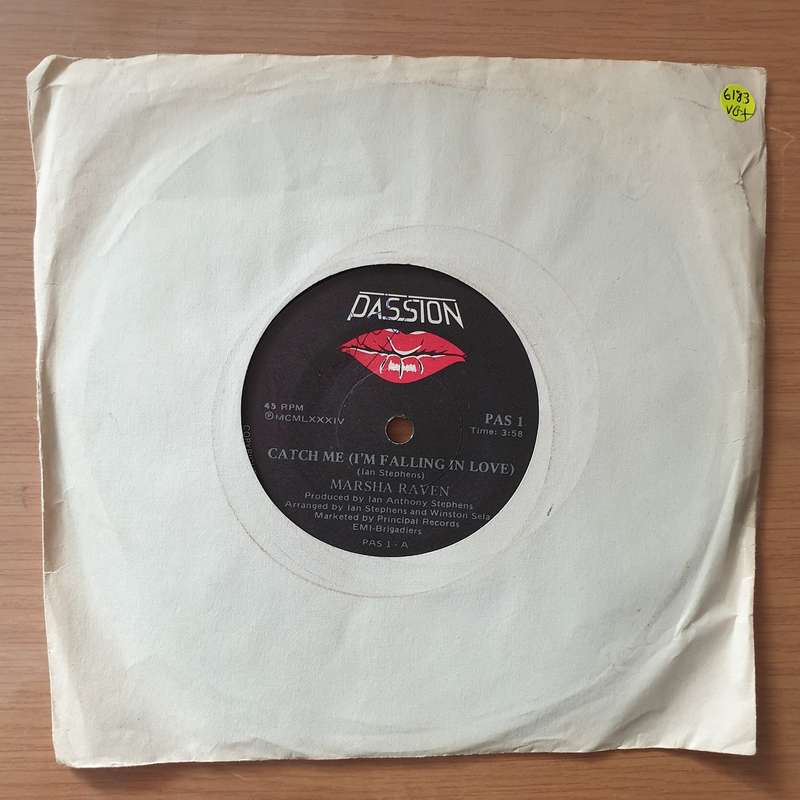 6183
VG+
PASSION
45 RPM
℗MCMLXXXIV
PAS 1
Time: 3:58
CATCH ME (I'M FALLING IN LOVE)
(Ian Stephens)
MARSHA RAVEN
Produced by Ian Anthony Stephens
Arranged by Ian Stephens and Winston Sela
Marketed by Principal Records
EMI-Brigadiers
PAS 1 - A